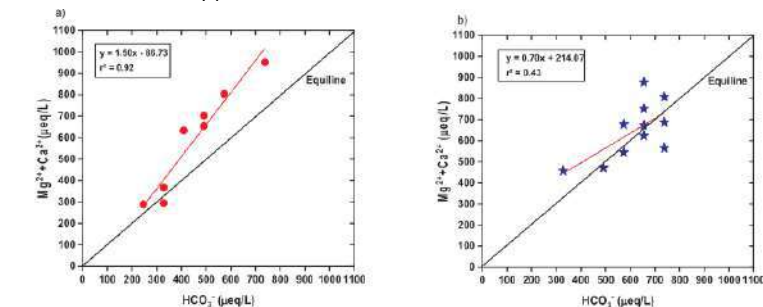 a)
y = 1.50x - 86.73
r² = 0.92
Equiline
Mg²⁺+Ca²⁺(µeq/L)
1100
1000
900
800
700
600
500
400
300
200
100
0
0 100 200 300 400 500 600 700 800 900 1000 1100
HCO₃⁻ (µeq/L)
b)
y = 0.70x + 214.07
r² = 0.43
Equiline
Mg²⁺+Ca²⁺(µeq/L)
1100
1000
900
800
700
600
500
400
300
200
100
0
0 100 200 300 400 500 600 700 800 900 1000 1100
HCO₃⁻ (µeq/L)